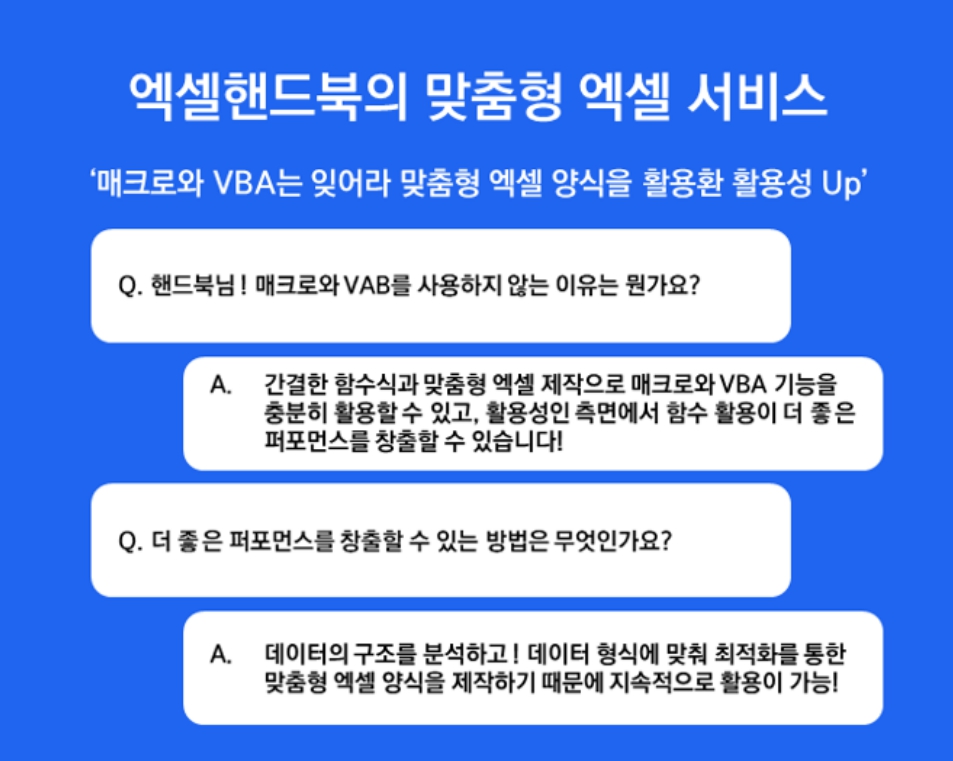 엑셀핸드북의 맞춤형 엑셀 서비스
‘매크로와 VBA는 잊어라 맞춤형 엑셀 양식을 활용환 활용성 Up’
Q. 핸드북님! 매크로와 VAB를 사용하지 않는 이유는 뭔가요?
A. 간결한 함수식과 맞춤형 엑셀 제작으로 매크로와 VBA 기능을
충분히 활용할 수 있고, 활용성인 측면에서 함수 활용이 더 좋은
퍼포먼스를 창출할 수 있습니다!
Q. 더 좋은 퍼포먼스를 창출할 수 있는 방법은 무엇인가요?
A. 데이터의 구조를 분석하고! 데이터 형식에 맞춰 최적화를 통한
맞춤형 엑셀 양식을 제작하기 때문에 지속적으로 활용이 가능!